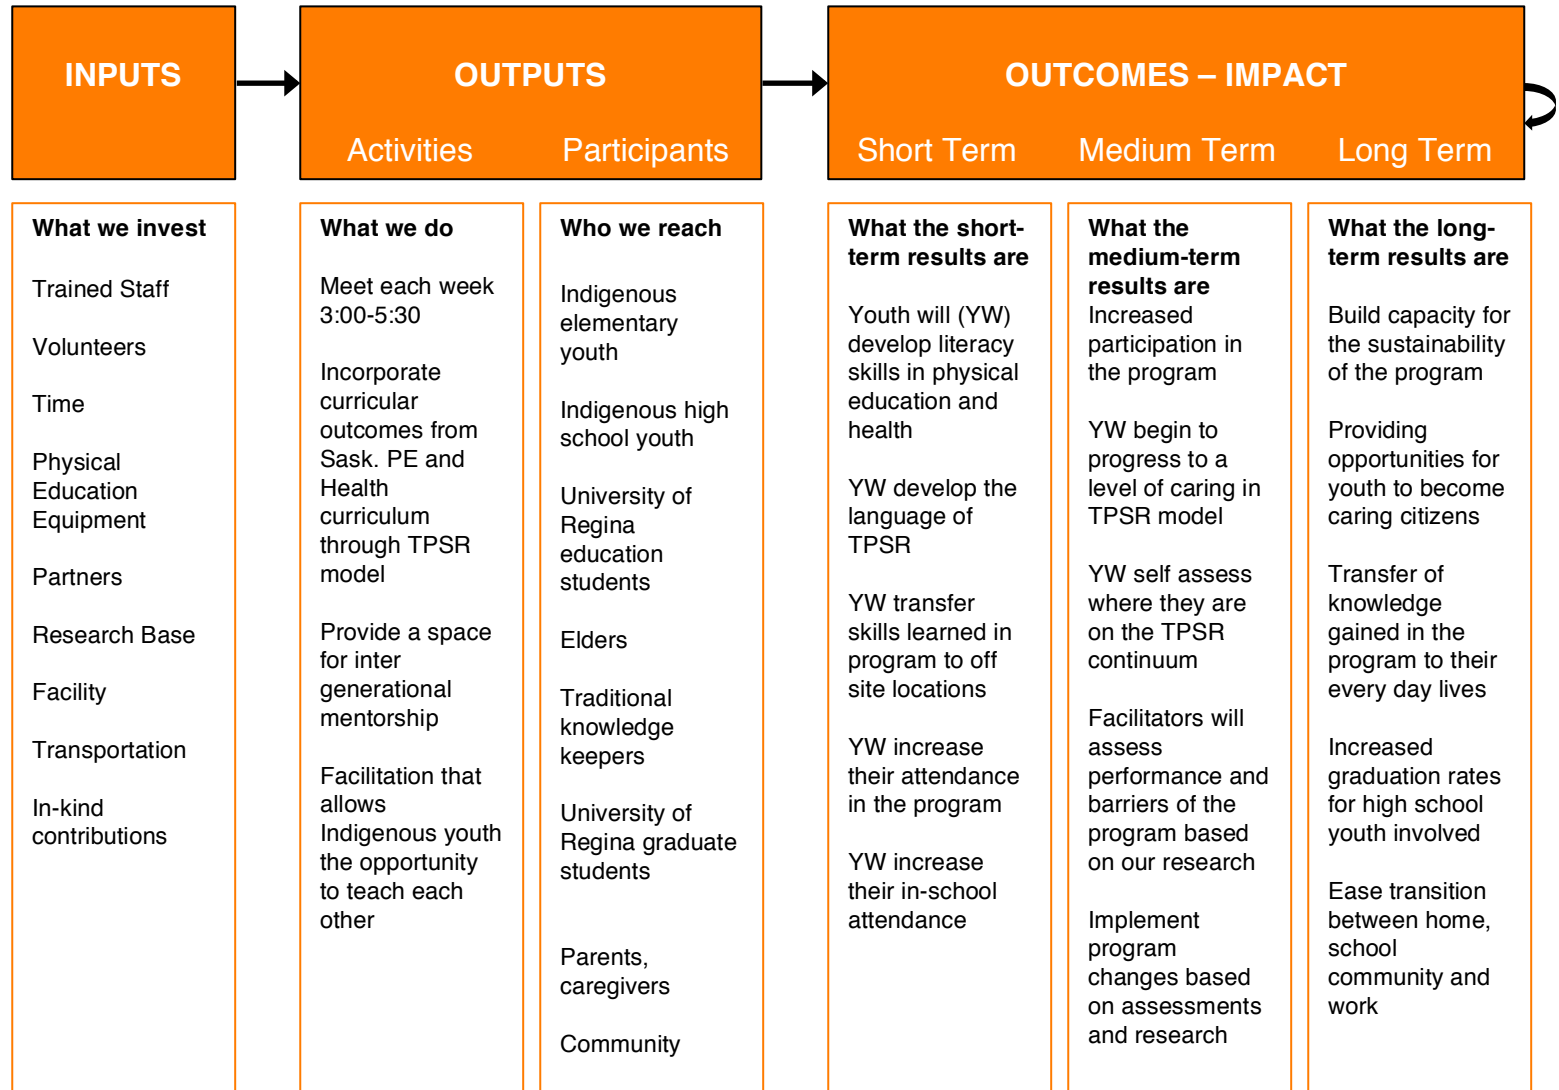 INPUTS
OUTPUTS
Activities
Participants
OUTCOMES – IMPACT
Short Term
Medium Term
Long Term
What we invest
Trained Staff
Volunteers
Time
Physical
Education
Equipment
Partners
Research Base
Facility
Transportation
In-kind
contributions
What we do
Meet each week
3:00-5:30
Incorporate
curricular
outcomes from
Sask. PE and
Health
curriculum
through TPSR
model
Provide a space
for inter
generational
mentorship
Facilitation that
allows
Indigenous youth
the opportunity
to teach each
other
Who we reach
Indigenous
elementary
youth
Indigenous high
school youth
University of
Regina
education
students
Elders
Traditional
knowledge
keepers
University of
Regina graduate
students
Parents,
caregivers
Community
What the short-
term results are
Youth will (YW)
develop literacy
skills in physical
education and
health
YW develop the
language of
TPSR
YW transfer
skills learned in
program to off
site locations
YW increase
their attendance
in the program
YW increase
their in-school
attendance
What the
medium-term
results are
Increased
participation in
the program
YW begin to
progress to a
level of caring in
TPSR model
YW self assess
where they are
on the TPSR
continuum
Facilitators will
assess
performance and
barriers of the
program based
on our research
Implement
program
changes based
on assessments
and research
What the long-
term results are
Build capacity for
the sustainability
of the program
Providing
opportunities for
youth to become
caring citizens
Transfer of
knowledge
gained in the
program to their
every day lives
Increased
graduation rates
for high school
youth involved
Ease transition
between home,
school
community and
work